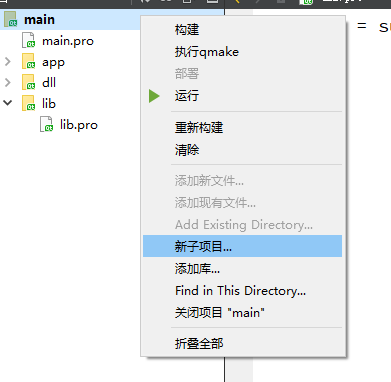 main
main.pro
app
dll
lib
lib.pro
构建
执行qmake
部署
运行
重新构建
清除
添加新文件...
添加现有文件...
Add Existing Directory...
新子项目...
添加库...
Find in This Directory...
关闭项目 "main"
折叠全部
=